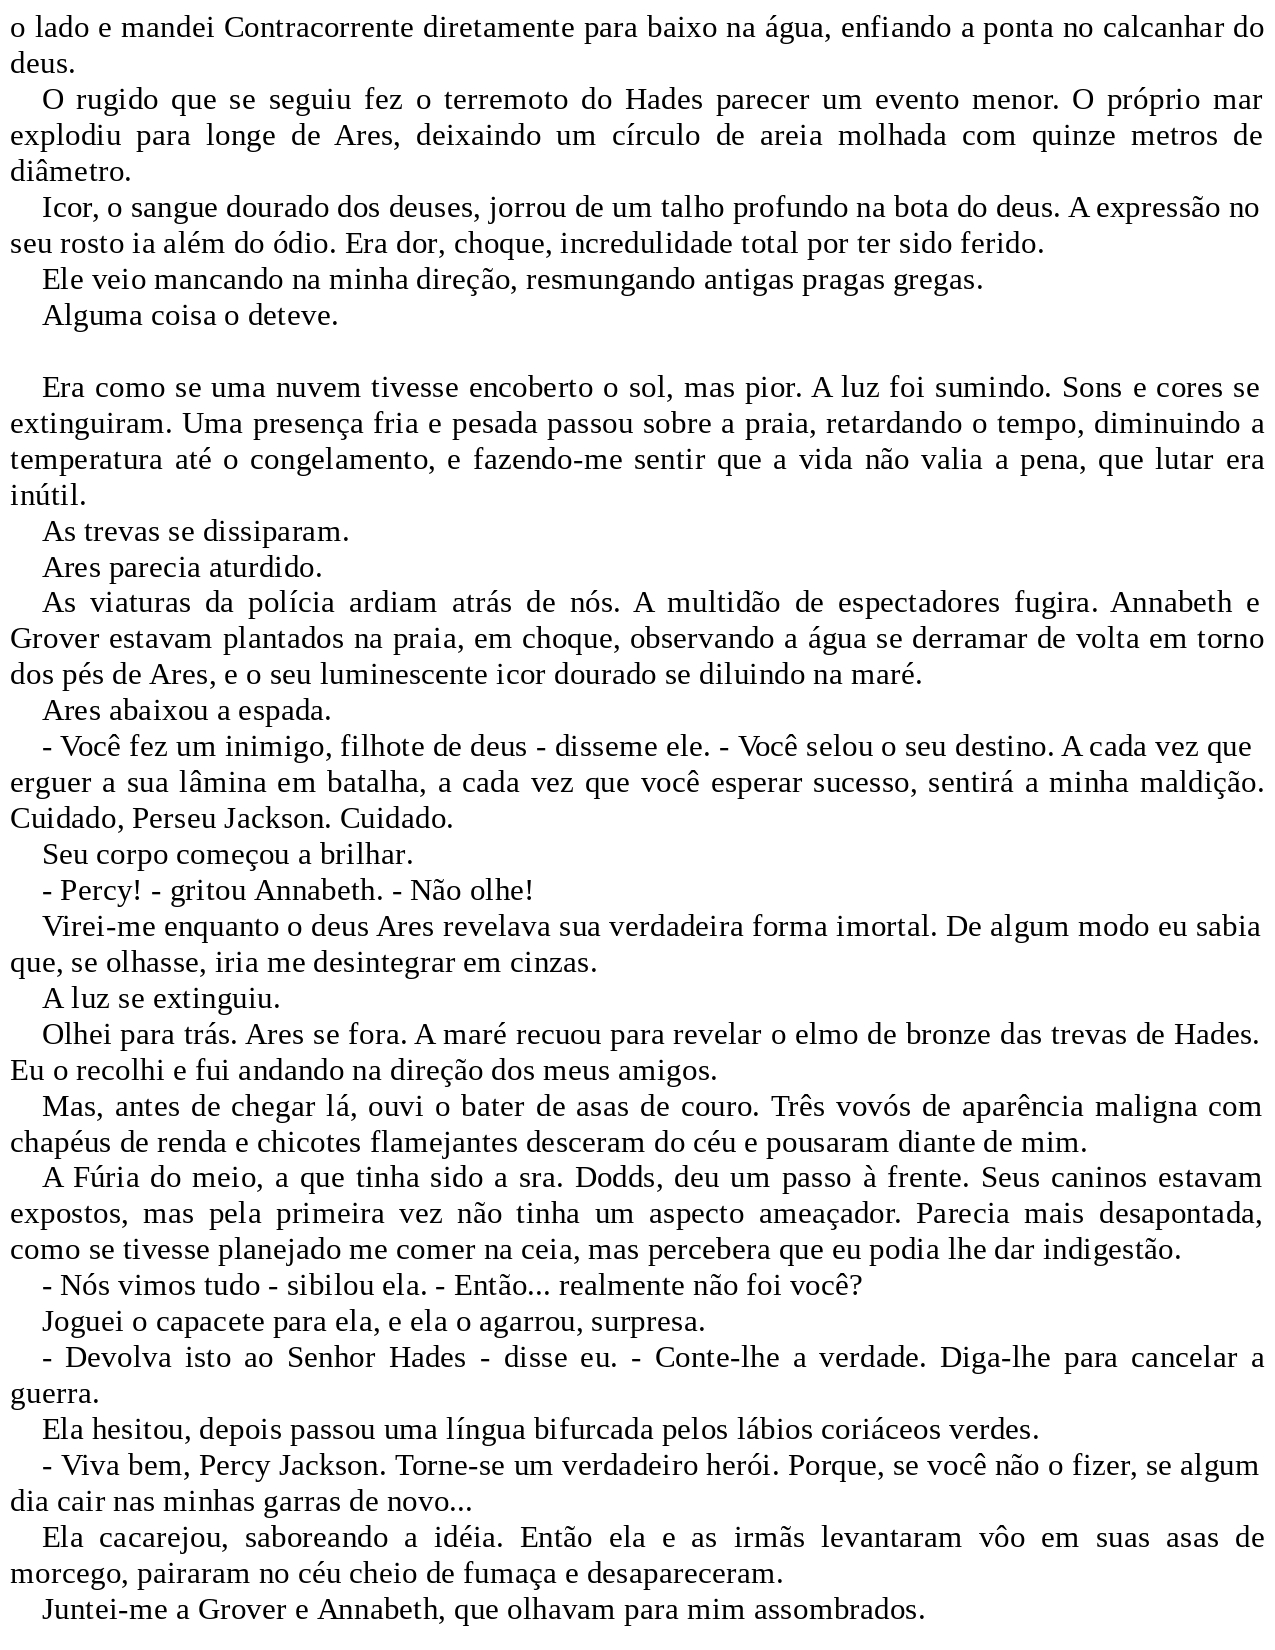 o lado e mandei Contracorrente diretamente para baixo na água, enfiando a ponta no calcanhar do
deus.
O rugido que se seguiu fez o terremoto do Hades parecer um evento menor. O próprio mar
explodiu para longe de Ares, deixaindo um círculo de areia molhada com quinze metros de
diâmetro.
Icor, o sangue dourado dos deuses, jorrou de um talho profundo na bota do deus. A expressão no
seu rosto ia além do ódio. Era dor, choque, incredulidade total por ter sido ferido.
Ele veio mancando na minha direção, resmungando antigas pragas gregas.
Alguma coisa o deteve.
Era como se uma nuvem tivesse encoberto o sol, mas pior. A luz foi sumindo. Sons e cores se
extinguiram. Uma presença fria e pesada passou sobre a praia, retardando o tempo, diminuindo a
temperatura até o congelamento, e fazendo-me sentir que a vida não valia a pena, que lutar era
inútil.
As trevas se dissiparam.
Ares parecia aturdido.
As viaturas da polícia ardiam atrás de nós. A multidão de espectadores fugira. Annabeth e
Grover estavam plantados na praia, em choque, observando a água se derramar de volta em torno
dos pés de Ares, e o seu luminescente icor dourado se diluindo na maré.
Ares abaixou a espada.
- Você fez um inimigo, filhote de deus - disseme ele. - Você selou o seu destino. A cada vez que
erguer a sua lâmina em batalha, a cada vez que você esperar sucesso, sentirá a minha maldição.
Cuidado, Perseu Jackson. Cuidado.
Seu corpo começou a brilhar.
- Percy! - gritou Annabeth. - Não olhe!
Virei-me enquanto o deus Ares revelava sua verdadeira forma imortal. De algum modo eu sabia
que, se olhasse, iria me desintegrar em cinzas.
A luz se extinguiu.
Olhei para trás. Ares se fora. A maré recuou para revelar o elmo de bronze das trevas de Hades.
Eu o recolhi e fui andando na direção dos meus amigos.
Mas, antes de chegar lá, ouvi o bater de asas de couro. Três vovós de aparência maligna com
chapéus de renda e chicotes flamejantes desceram do céu e pousaram diante de mim.
A Fúria do meio, a que tinha sido a sra. Dodds, deu um passo à frente. Seus caninos estavam
expostos, mas pela primeira vez não tinha um aspecto ameaçador. Parecia mais desapontada,
como se tivesse planejado me comer na ceia, mas percebera que eu podia lhe dar indigestão.
- Nós vimos tudo - sibilou ela. - Então... realmente não foi você?
Joguei o capacete para ela, e ela o agarrou, surpresa.
- Devolva isto ao Senhor Hades - disse eu. - Conte-lhe a verdade. Diga-lhe para cancelar a
guerra.
Ela hesitou, depois passou uma língua bifurcada pelos lábios coriáceos verdes.
- Viva bem, Percy Jackson. Torne-se um verdadeiro herói. Porque, se você não o fizer, se algum
dia cair nas minhas garras de novo...
Ela cacarejou, saboreando a idéia. Então ela e as irmãs levantaram vôo em suas asas de
morcego, pairaram no céu cheio de fumaça e desapareceram.
Juntei-me a Grover e Annabeth, que olhavam para mim assombrados.